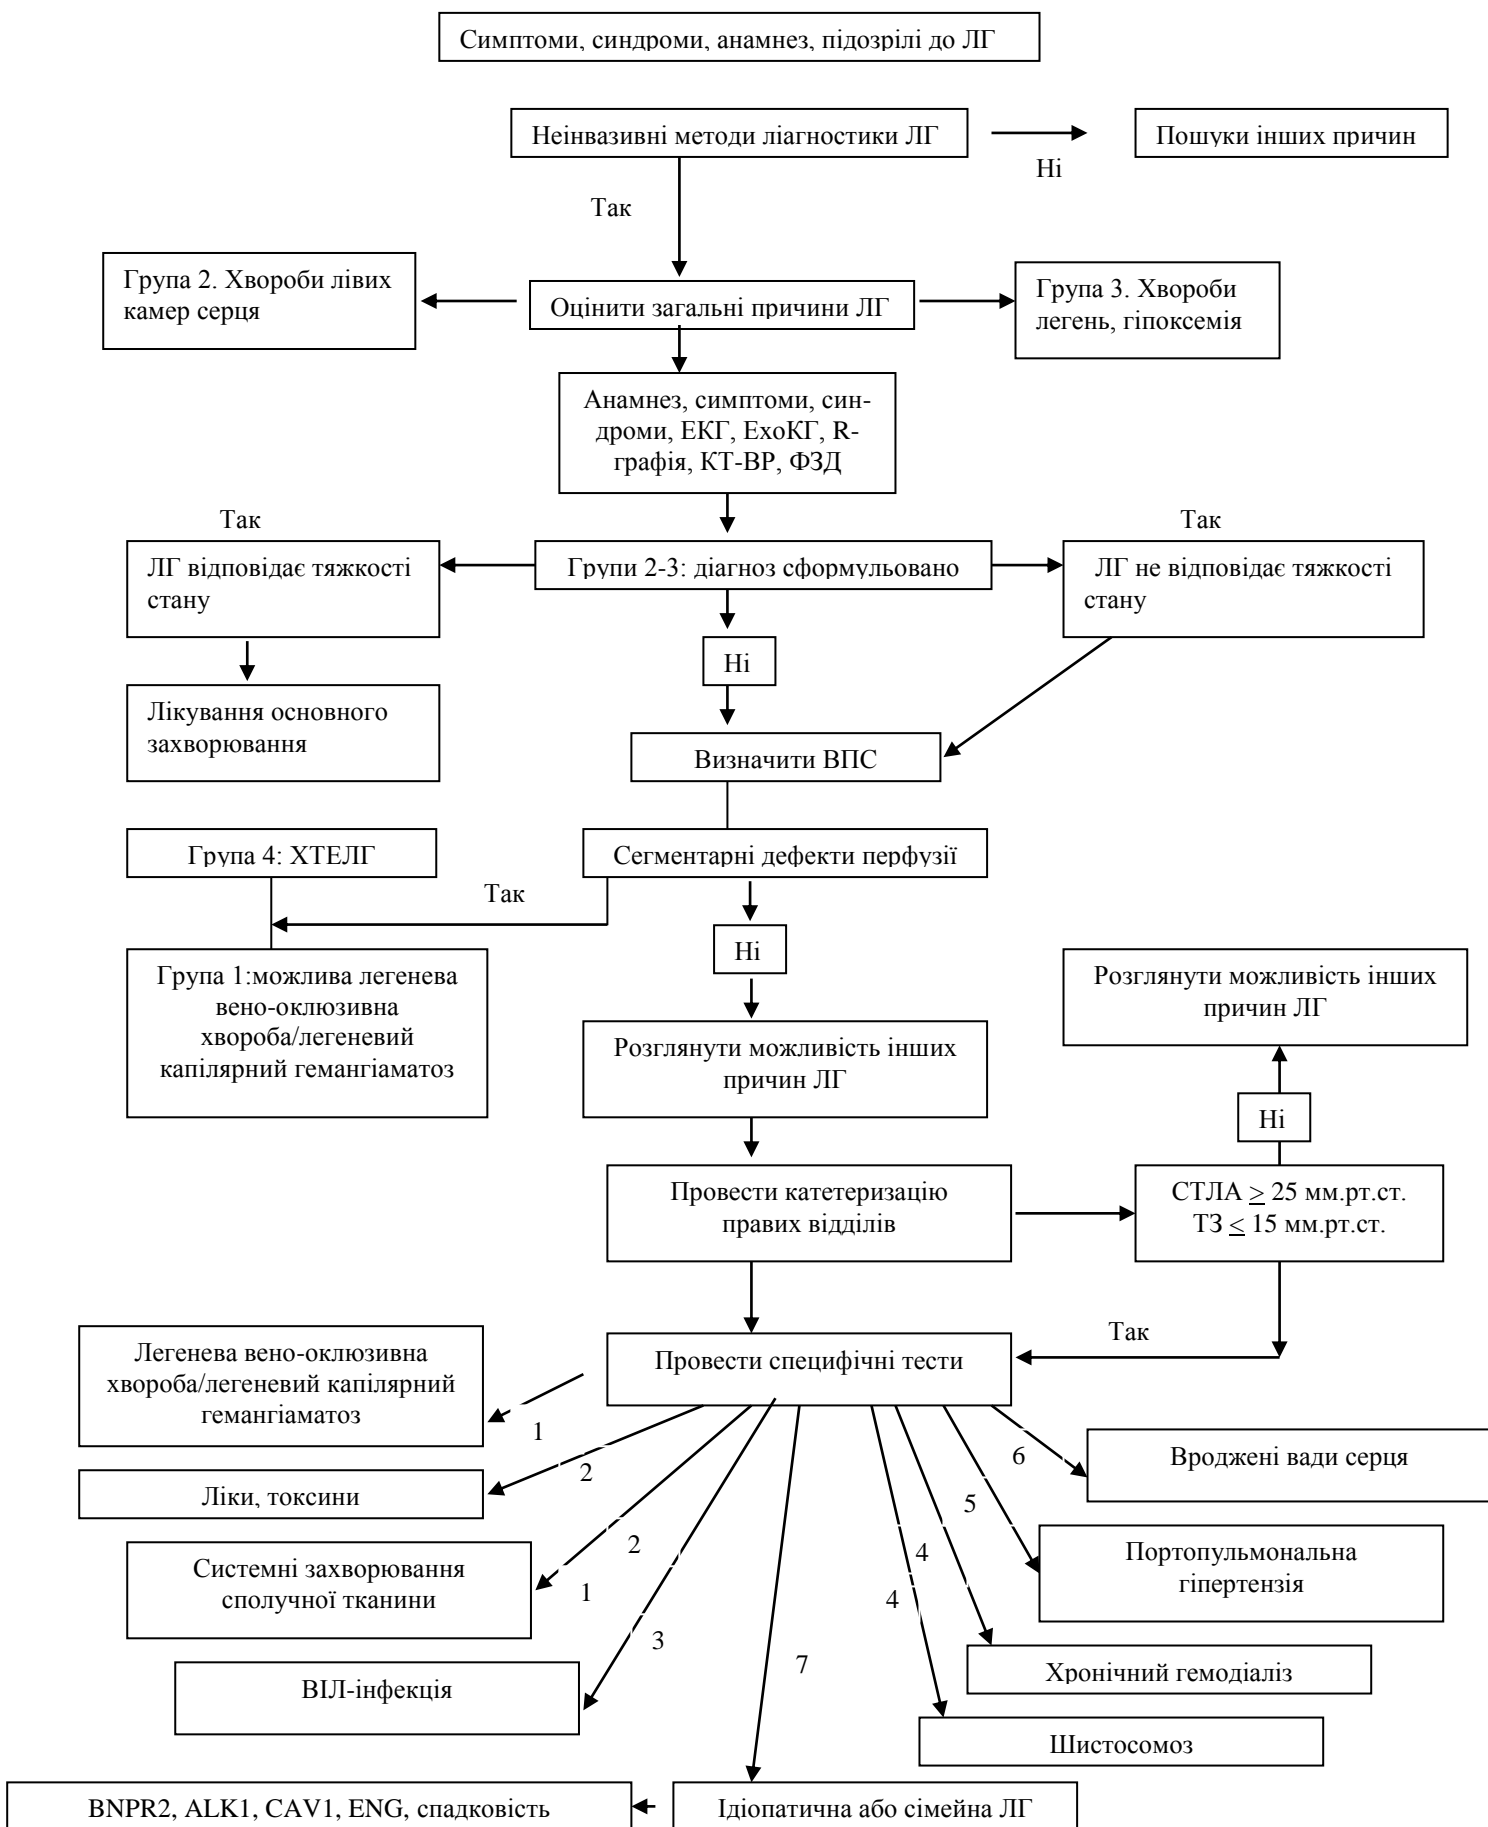 Симптоми, синдроми, анамнез, підозрілі до ЛГ
Неінвазивні методи ліагностики ЛГ
Пошуки інших причин
Ні
Так
Група 2. Хвороби лівих
камер серця
Оцінити загальні причини ЛГ
Група 3. Хвороби
легень, гіпоксемія
Анамнез, симптоми, син-
дроми, ЕКГ, ЕхоКГ, R-
графія, КТ-ВР, ФЗД
Так
Так
ЛГ відповідає тяжкості
стану
Групи 2-3: діагноз сформульовано
ЛГ не відповідає тяжкості
стану
Ні
Лікування основного
захворювання
Визначити ВПС
Група 4: ХТЕЛГ
Сегментарні дефекти перфузії
Так
Ні
Група 1:можлива легенева
вено-оклюзивна
хвороба/легеневий
капілярний гемангіаматоз
Розглянути можливість інших
причин ЛГ
Розглянути можливість інших
причин ЛГ
Ні
Провести катетеризацію
правих відділів
СТЛА ≥ 25 мм.рт.ст.
ТЗ ≤ 15 мм.рт.ст.
Так
Легенева вено-оклюзивна
хвороба/легеневий капілярний
гемангіаматоз
Провести специфічні тести
1
6
Вроджені вади серця
2
Ліки, токсини
5
2
4
Системні захворювання
сполучної тканини
1
4
Портопульмональна
гіпертензія
3
7
ВІЛ-інфекція
Хронічний гемодіаліз
Шистосомоз
BNPR2, ALK1, CAV1, ENG, спадковість
Ідіопатична або сімейна ЛГ